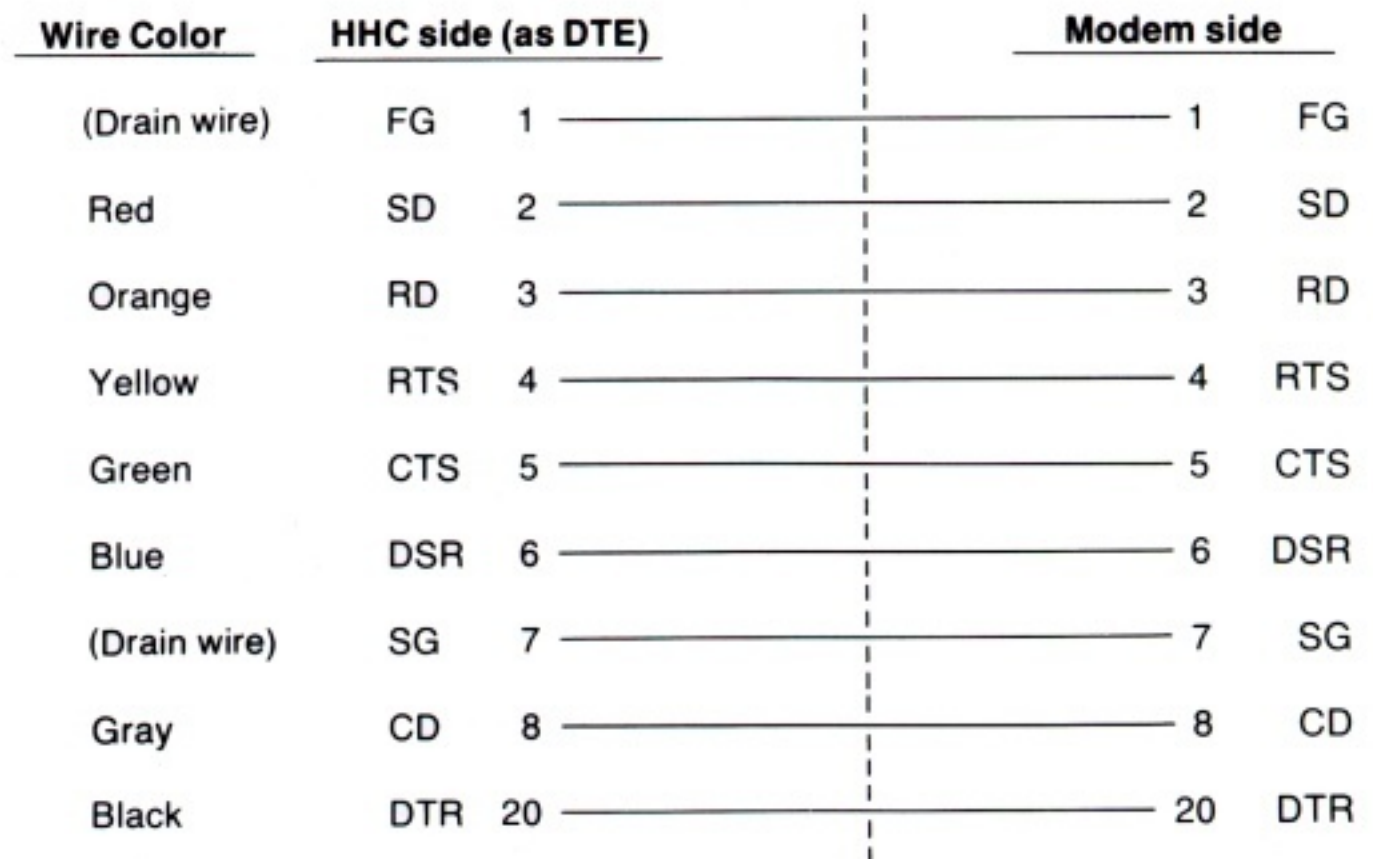 Wire Color HHC side (as DTE) Modem side
(Drain wire) FG 1 1 FG
Red SD 2 2 SD
Orange RD 3 3 RD
Yellow RTS 4 4 RTS
Green CTS 5 5 CTS
Blue DSR 6 6 DSR
(Drain wire) SG 7 7 SG
Gray CD 8 8 CD
Black DTR 20 20 DTR